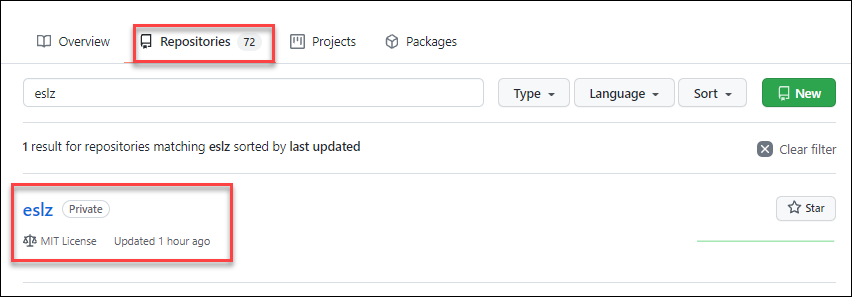 Overview Repositories 72 Projects Packages
eslz Type Language Sort New
1 result for repositories matching eslz sorted by last updated Clear filter
eslz Private Star
MIT License Updated 1 hour ago